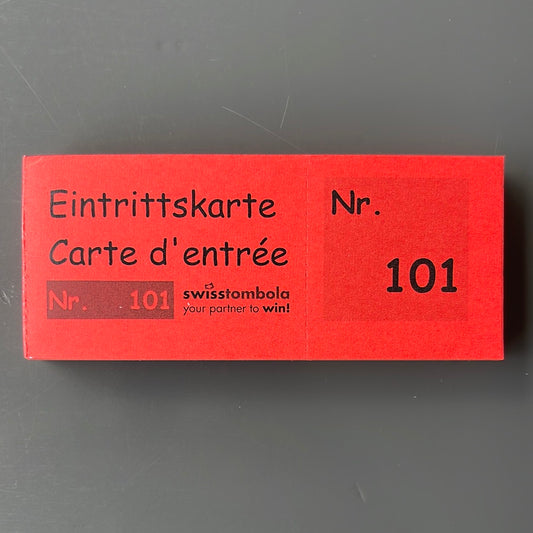 Eintrittskarte
Carte d'entrée
Nr. 101
swisstombola
your partner to win!
Nr.
101